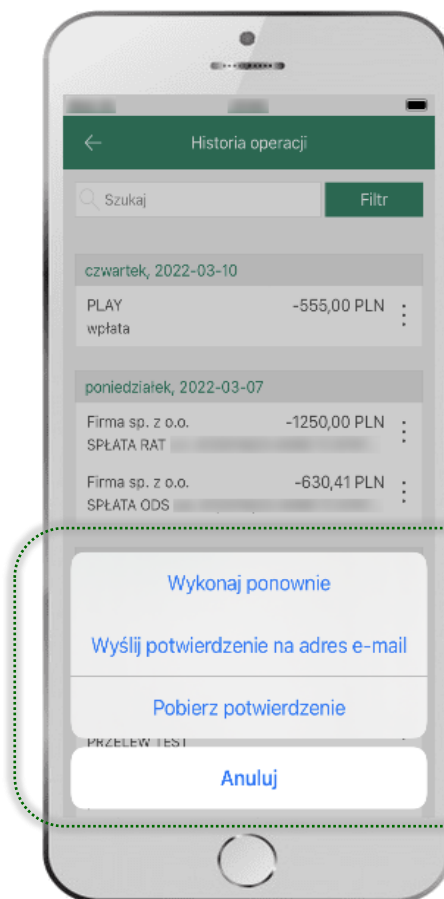 Historia operacji
Szukaj
Filtr
czwartek, 2022-03-10
PLAY -555,00 PLN
wpłata
poniedziałek, 2022-03-07
Firma sp. z o.o. -1250,00 PLN
SPŁATA RAT
Firma sp. z o.o. -630,41 PLN
SPŁATA ODS
Wykonaj ponownie
Wyślij potwierdzenie na adres e-mail
Pobierz potwierdzenie
PRZELEW TEST
Anuluj